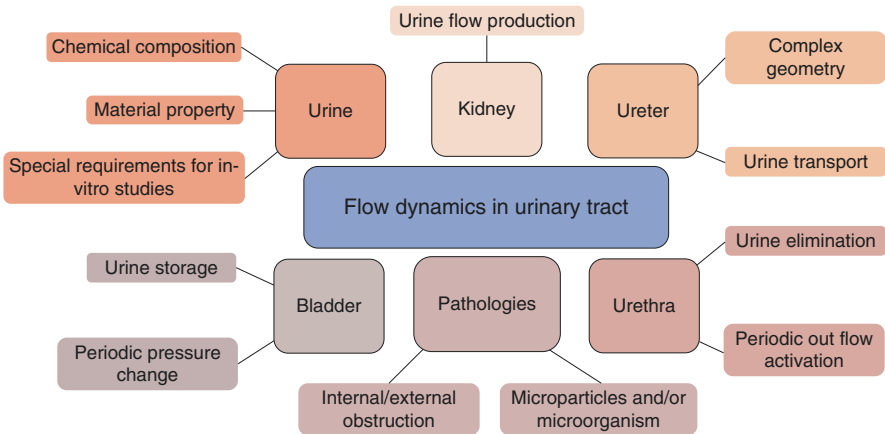 Urine flow production
Chemical composition
Material property
Special requirements for in-
vitro studies
Urine
Kidney
Ureter
Complex
geometry
Urine transport
Flow dynamics in urinary tract
Urine storage
Periodic pressure
change
Bladder
Pathologies
Urethra
Urine elimination
Periodic out flow
activation
Internal/external
obstruction
Microparticles and/or
microorganism